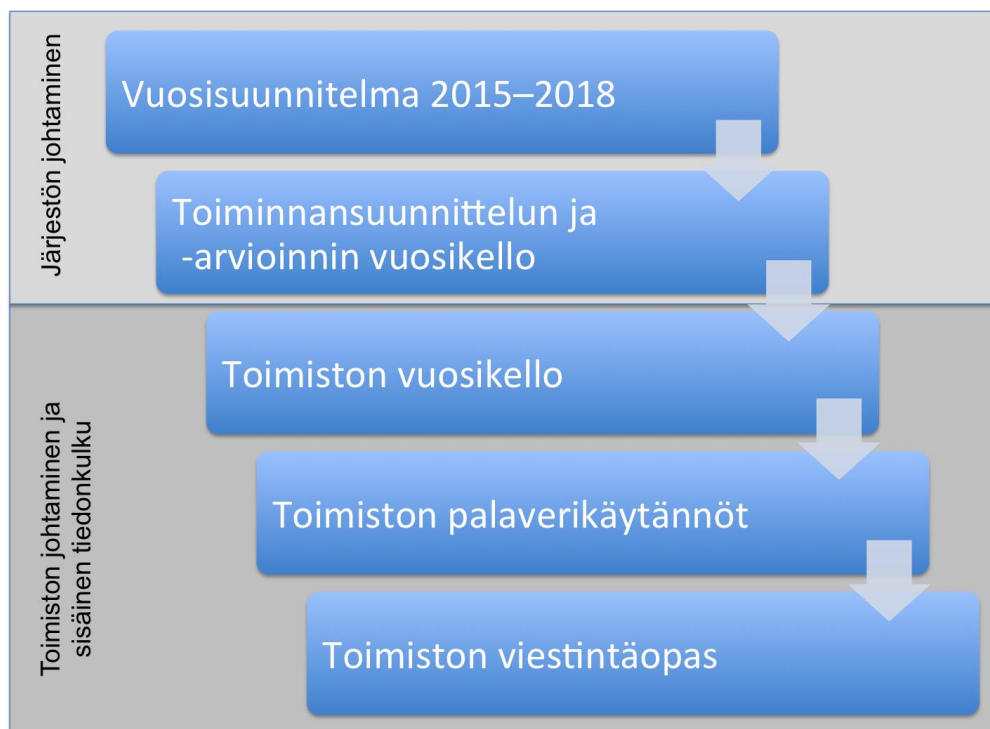 Järjestön johtaminen
Vuosisuunnitelma 2015–2018
Toiminnansuunnittelun ja
-arvioinnin vuosikello
Toimiston johtaminen ja
sisäinen tiedonkulku
Toimiston vuosikello
Toimiston palaverikäytännöt
Toimiston viestintäopas